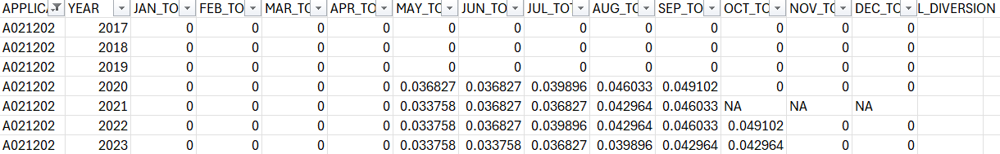 APPLICA YEAR JAN_TO FEB_TO MAR_TO APR_TO MAY_TO JUN_TO JUL_TOT AUG_TO SEP_TO OCT_TO NOV_TO DEC_TO L_DIVERSION
A021202 2017 0 0 0 0 0 0 0 0 0 0 0 0
A021202 2018 0 0 0 0 0 0 0 0 0 0 0 0
A021202 2019 0 0 0 0 0 0 0 0 0 0 0 0
A021202 2020 0 0 0 0 0.036827 0.036827 0.039896 0.046033 0.049102 0 0 0
A021202 2021 0 0 0 0 0.033758 0.036827 0.036827 0.042964 0.046033 NA NA NA
A021202 2022 0 0 0 0 0.033758 0.036827 0.039896 0.042964 0.046033 0.049102 0 0
A021202 2023 0 0 0 0 0.033758 0.033758 0.036827 0.039896 0.042964 0.042964 0 0